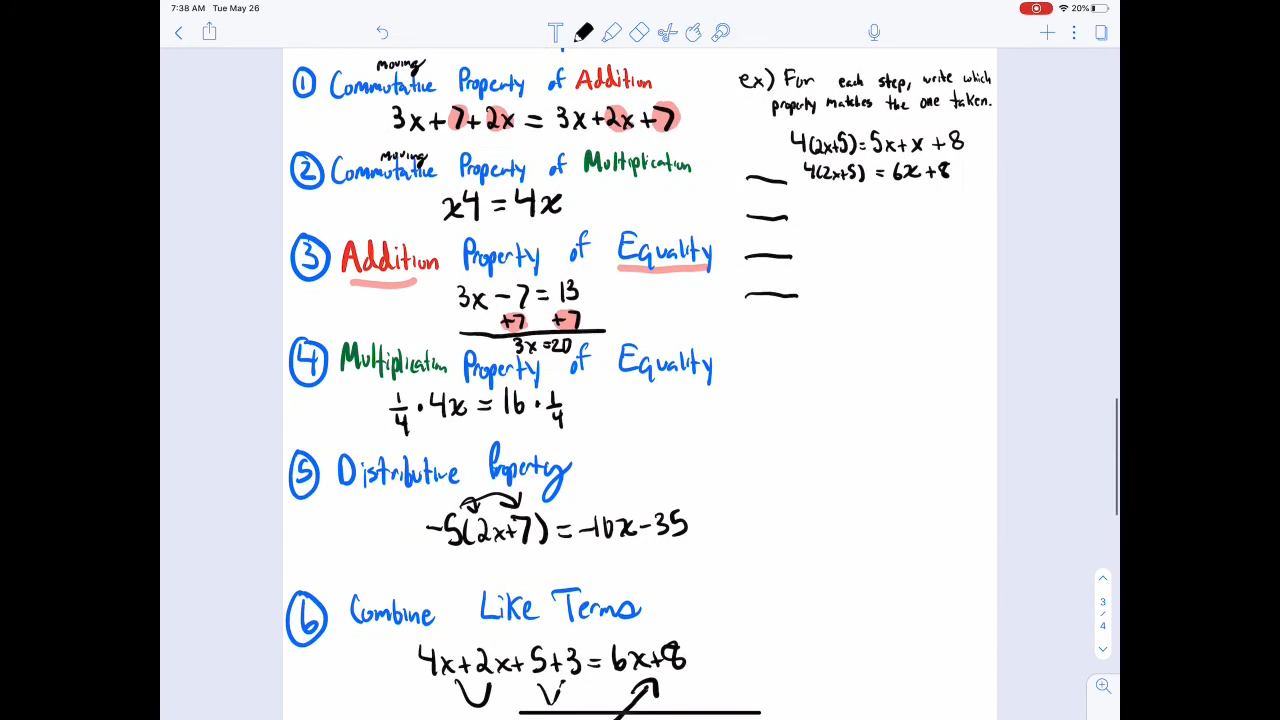 7:38 AM Tue May 26
20%
moving
① Commutative Property of Addition
3x+7+2x = 3x+2x+7
moving
② Commutative Property of Multiplication
x4 = 4x
③ Addition Property of Equality
3x - 7 = 13
+7 +7
3x = 20
④ Multiplication Property of Equality
1/4 · 4x = 16 · 1/4
⑤ Distributive Property
-5(2x+7) = -10x - 35
⑥ Combine Like Terms
4x+2x+5+3 = 6x+8
ex) For each step, write which
property matches the one taken.
4(2x+5) = 5x+x+8
4(2x+5) = 6x+8
3
/
4